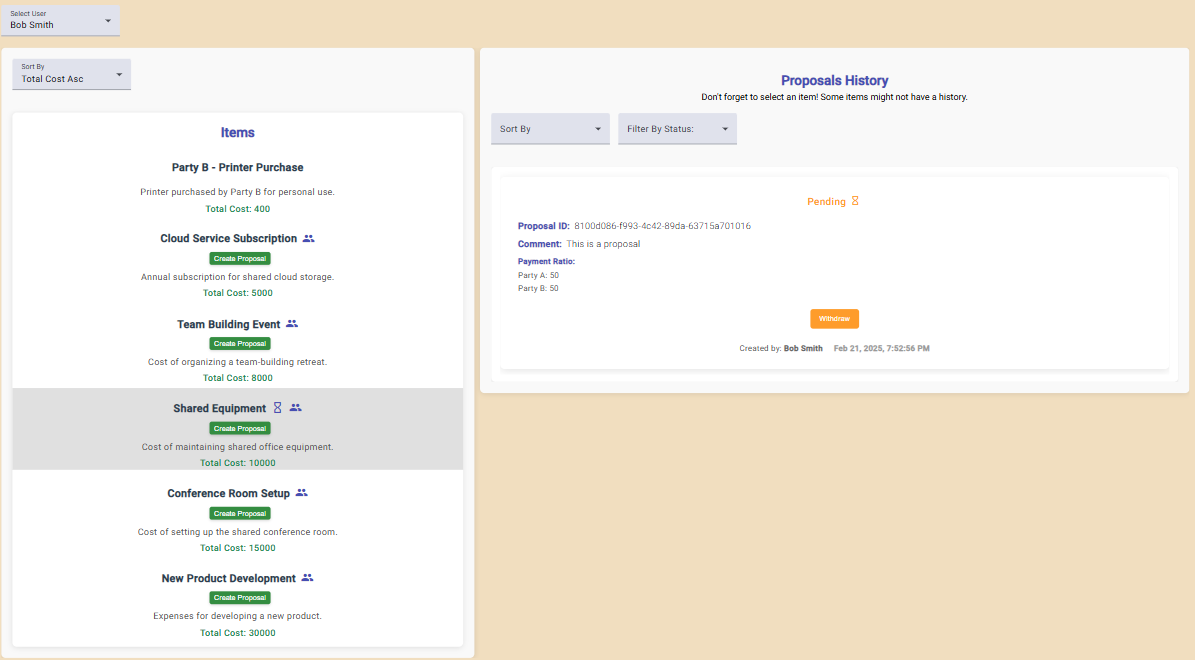 Select User
Bob Smith
Sort By
Total Cost Asc
Items
Party B - Printer Purchase
Printer purchased by Party B for personal use.
Total Cost: 400
Cloud Service Subscription
Create Proposal
Annual subscription for shared cloud storage.
Total Cost: 5000
Team Building Event
Create Proposal
Cost of organizing a team-building retreat.
Total Cost: 8000
Shared Equipment
Create Proposal
Cost of maintaining shared office equipment.
Total Cost: 10000
Conference Room Setup
Create Proposal
Cost of setting up the shared conference room.
Total Cost: 15000
New Product Development
Create Proposal
Expenses for developing a new product.
Total Cost: 30000
Proposals History
Don't forget to select an item! Some items might not have a history.
Sort By
Filter By Status:
Pending
Proposal ID: 8100d086-f993-4c42-89da-63715a701016
Comment: This is a proposal
Payment Ratio:
Party A: 50
Party B: 50
Withdraw
Created by: Bob Smith Feb 21, 2025, 7:52:56 PM